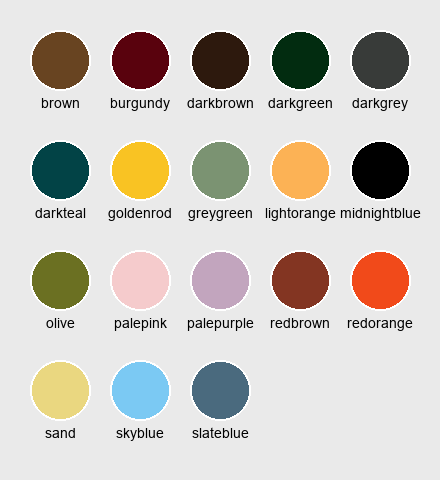 brown burgundy darkbrown darkgreen darkgrey
darkteal goldenrod greygreen lightorange midnightblue
olive palepink palepurple redbrown redorange
sand skyblue slateblue